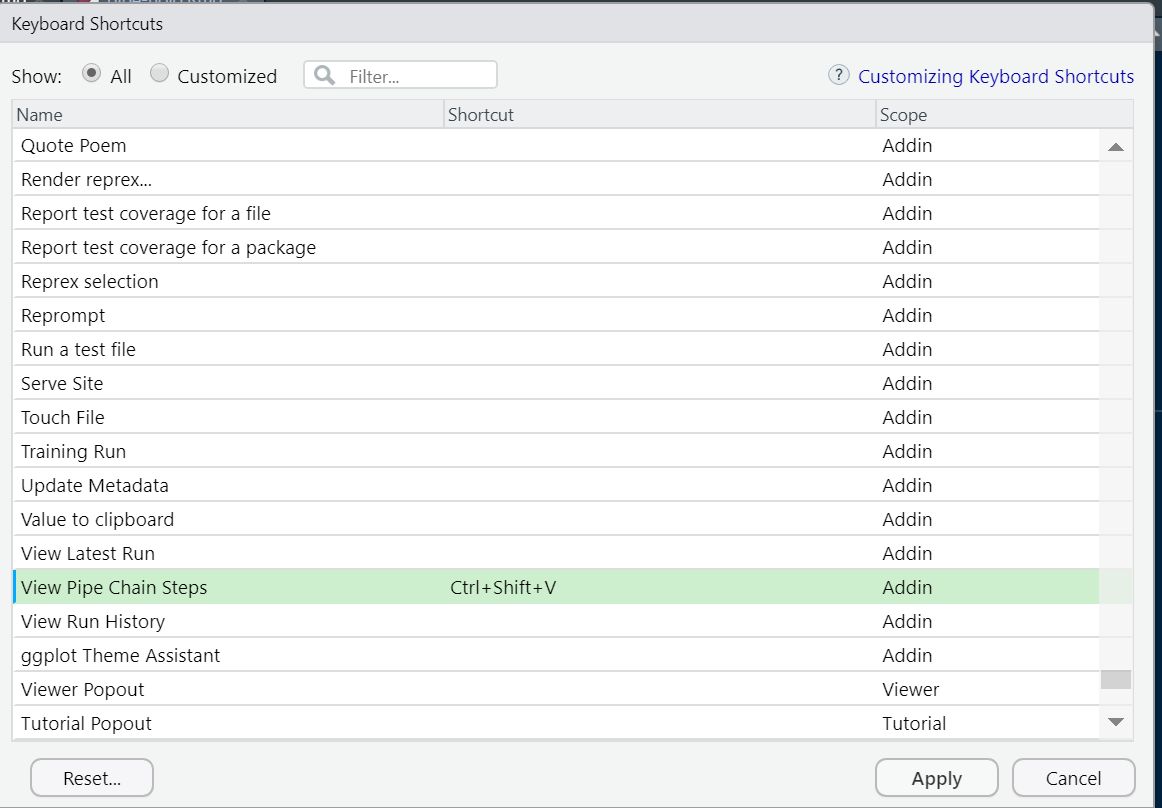 Keyboard Shortcuts
Show: All Customized Filter... ? Customizing Keyboard Shortcuts
Name Shortcut Scope
Quote Poem Addin
Render reprex... Addin
Report test coverage for a file Addin
Report test coverage for a package Addin
Reprex selection Addin
Reprompt Addin
Run a test file Addin
Serve Site Addin
Touch File Addin
Training Run Addin
Update Metadata Addin
Value to clipboard Addin
View Latest Run Addin
View Pipe Chain Steps Ctrl+Shift+V Addin
View Run History Addin
ggplot Theme Assistant Addin
Viewer Popout Viewer
Tutorial Popout Tutorial
Reset... Apply Cancel